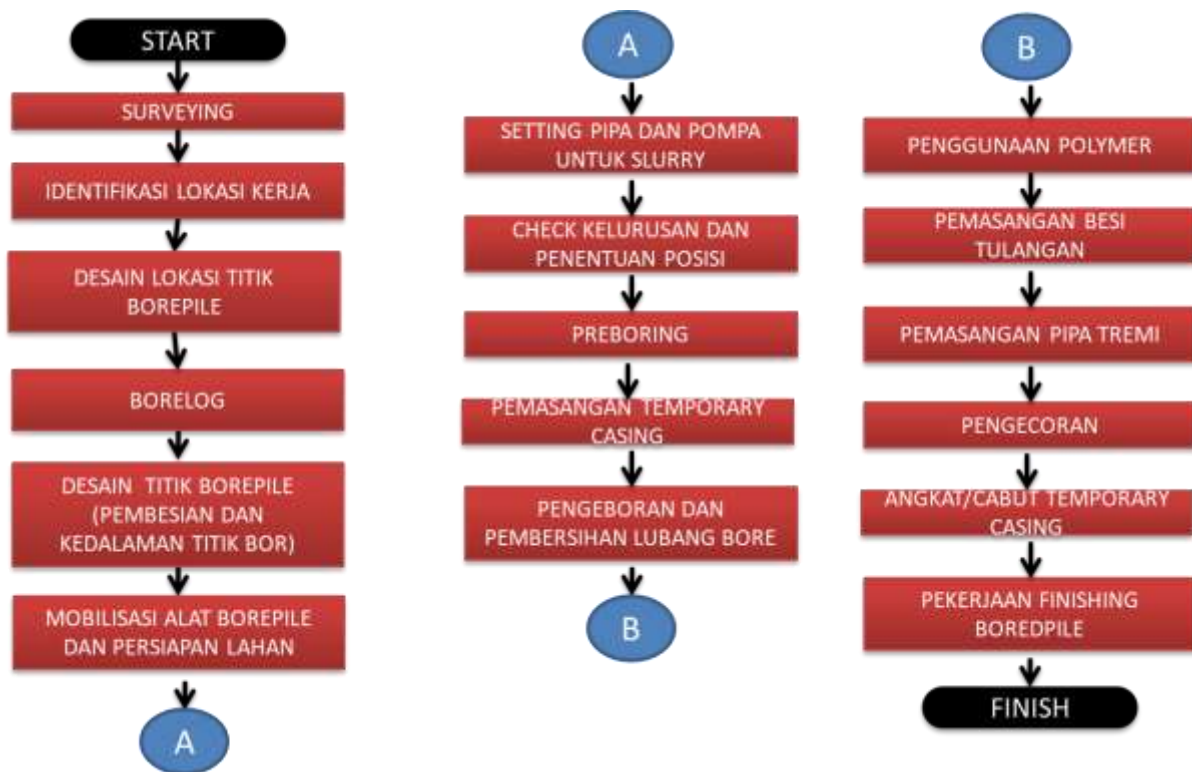 START
SURVEYING
IDENTIFIKASI LOKASI KERJA
DESAIN LOKASI TITIK
BOREPILE
BORELOG
DESAIN TITIK BOREPILE
(PEMBESIAN DAN
KEDALAMAN TITIK BOR)
MOBILISASI ALAT BOREPILE
DAN PERSIAPAN LAHAN
A
A
SETTING PIPA DAN POMPA
UNTUK SLURRY
CHECK KELURUSAN DAN
PENENTUAN POSISI
PREBORING
PEMASANGAN TEMPORARY
CASING
PENGEBORAN DAN
PEMBERSIHAN LUBANG BORE
B
B
PENGGUNAAN POLYMER
PEMASANGAN BESI
TULANGAN
PEMASANGAN PIPA TREMI
PENGECORAN
ANGKAT/CABUT TEMPORARY
CASING
PEKERJAAN FINISHING
BOREDPILE
FINISH